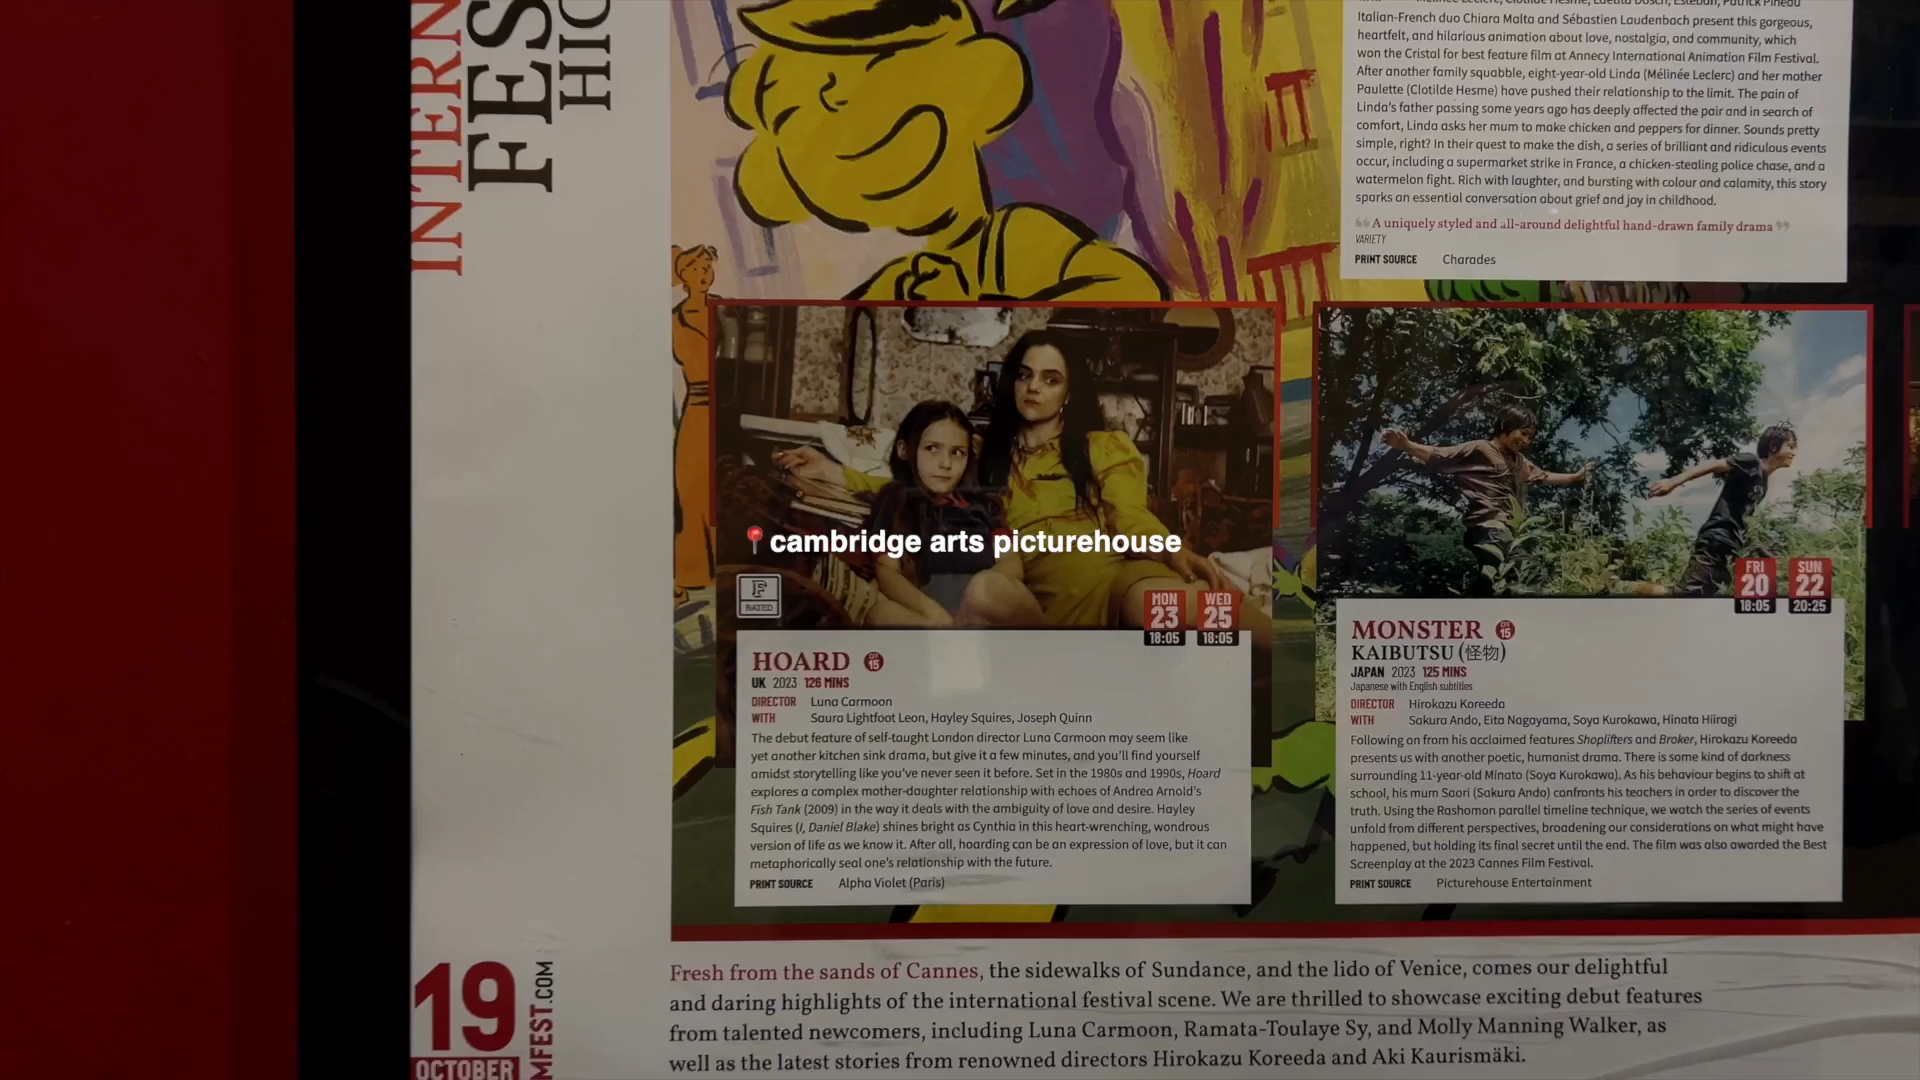 INTERN
FES
HIG
Italian-French duo Chiara Malta and Sébastien Laudenbach present this gorgeous,
heartfelt, and hilarious animation about love, nostalgia, and community, which
won the Cristal for best feature film at Annecy International Animation Film Festival.
After another family squabble, eight-year-old Linda (Mélinée Leclerc) and her mother
Paulette (Clotilde Hesme) have pushed their relationship to the limit. The pain of
Linda's father passing some years ago has deeply affected the pair and in search of
comfort, Linda asks her mum to make chicken and peppers for dinner. Sounds pretty
simple, right? In their quest to make the dish, a series of brilliant and ridiculous events
occur, including a supermarket strike in France, a chicken-stealing police chase, and a
watermelon fight. Rich with laughter, and bursting with colour and calamity, this story
sparks an essential conversation about grief and joy in childhood.
“A uniquely styled and all-around delightful hand-drawn family drama”
VARIETY
PRINT SOURCE Charades
📍cambridge arts picturehouse
F
RATED
MON
23
18:05
WED
25
18:05
HOARD CFF 15
UK 2023 126 MINS
DIRECTOR Luna Carmoon
WITH Saura Lightfoot Leon, Hayley Squires, Joseph Quinn
The debut feature of self-taught London director Luna Carmoon may seem like
yet another kitchen sink drama, but give it a few minutes, and you'll find yourself
amidst storytelling like you've never seen it before. Set in the 1980s and 1990s, Hoard
explores a complex mother-daughter relationship with echoes of Andrea Arnold's
Fish Tank (2009) in the way it deals with the ambiguity of love and desire. Hayley
Squires (I, Daniel Blake) shines bright as Cynthia in this heart-wrenching, wondrous
version of life as we know it. After all, hoarding can be an expression of love, but it can
metaphorically seal one's relationship with the future.
PRINT SOURCE Alpha Violet (Paris)
FRI
20
18:05
SUN
22
20:25
MONSTER CFF 15
KAIBUTSU (怪物)
JAPAN 2023 125 MINS
Japanese with English subtitles
DIRECTOR Hirokazu Koreeda
WITH Sakura Ando, Eita Nagayama, Soya Kurokawa, Hinata Hiiragi
Following on from his acclaimed features Shoplifters and Broker, Hirokazu Koreeda
presents us with another poetic, humanist drama. There is some kind of darkness
surrounding 11-year-old Minato (Soya Kurokawa). As his behaviour begins to shift at
school, his mum Saori (Sakura Ando) confronts his teachers in order to discover the
truth. Using the Rashomon parallel timeline technique, we watch the series of events
unfold from different perspectives, broadening our considerations on what might have
happened, but holding its final secret until the end. The film was also awarded the Best
Screenplay at the 2023 Cannes Film Festival.
PRINT SOURCE Picturehouse Entertainment
19
OCTOBER
MFEST.COM
Fresh from the sands of Cannes, the sidewalks of Sundance, and the lido of Venice, comes our delightful
and daring highlights of the international festival scene. We are thrilled to showcase exciting debut features
from talented newcomers, including Luna Carmoon, Ramata-Toulaye Sy, and Molly Manning Walker, as
well as the latest stories from renowned directors Hirokazu Koreeda and Aki Kaurismäki.